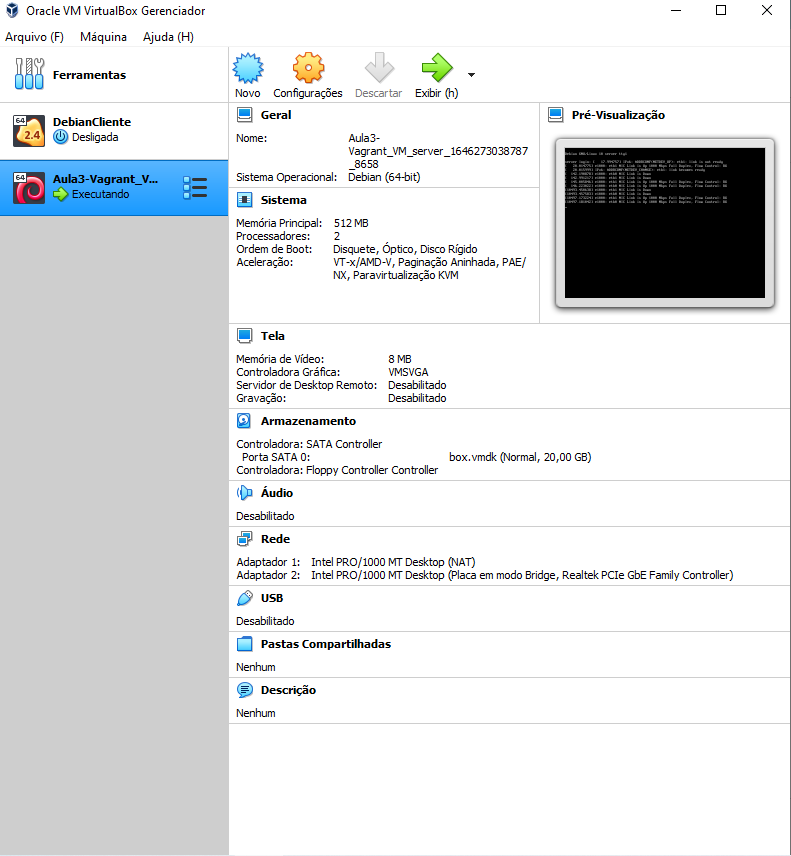 Oracle VM VirtualBox Gerenciador
Arquivo (F) Máquina Ajuda (H)
Ferramentas
Novo Configurações Descartar Exibir (h)
64
2.4
DebianCliente
Desligada
64
Aula3-Vagrant_V...
Executando
Geral
Nome: Aula3-
Vagrant_VM_server_1646273038787
_8658
Sistema Operacional: Debian (64-bit)
Pré-Visualização
Sistema
Memória Principal: 512 MB
Processadores: 2
Ordem de Boot: Disquete, Óptico, Disco Rígido
Aceleração: VT-x/AMD-V, Paginação Aninhada, PAE/
NX, Paravirtualização KVM
Tela
Memória de Vídeo: 8 MB
Controladora Gráfica: VMSVGA
Servidor de Desktop Remoto: Desabilitado
Gravação: Desabilitado
Armazenamento
Controladora: SATA Controller
Porta SATA 0: box.vmdk (Normal, 20,00 GB)
Controladora: Floppy Controller Controller
Áudio
Desabilitado
Rede
Adaptador 1: Intel PRO/1000 MT Desktop (NAT)
Adaptador 2: Intel PRO/1000 MT Desktop (Placa em modo Bridge, Realtek PCIe GbE Family Controller)
USB
Desabilitado
Pastas Compartilhadas
Nenhum
Descrição
Nenhum